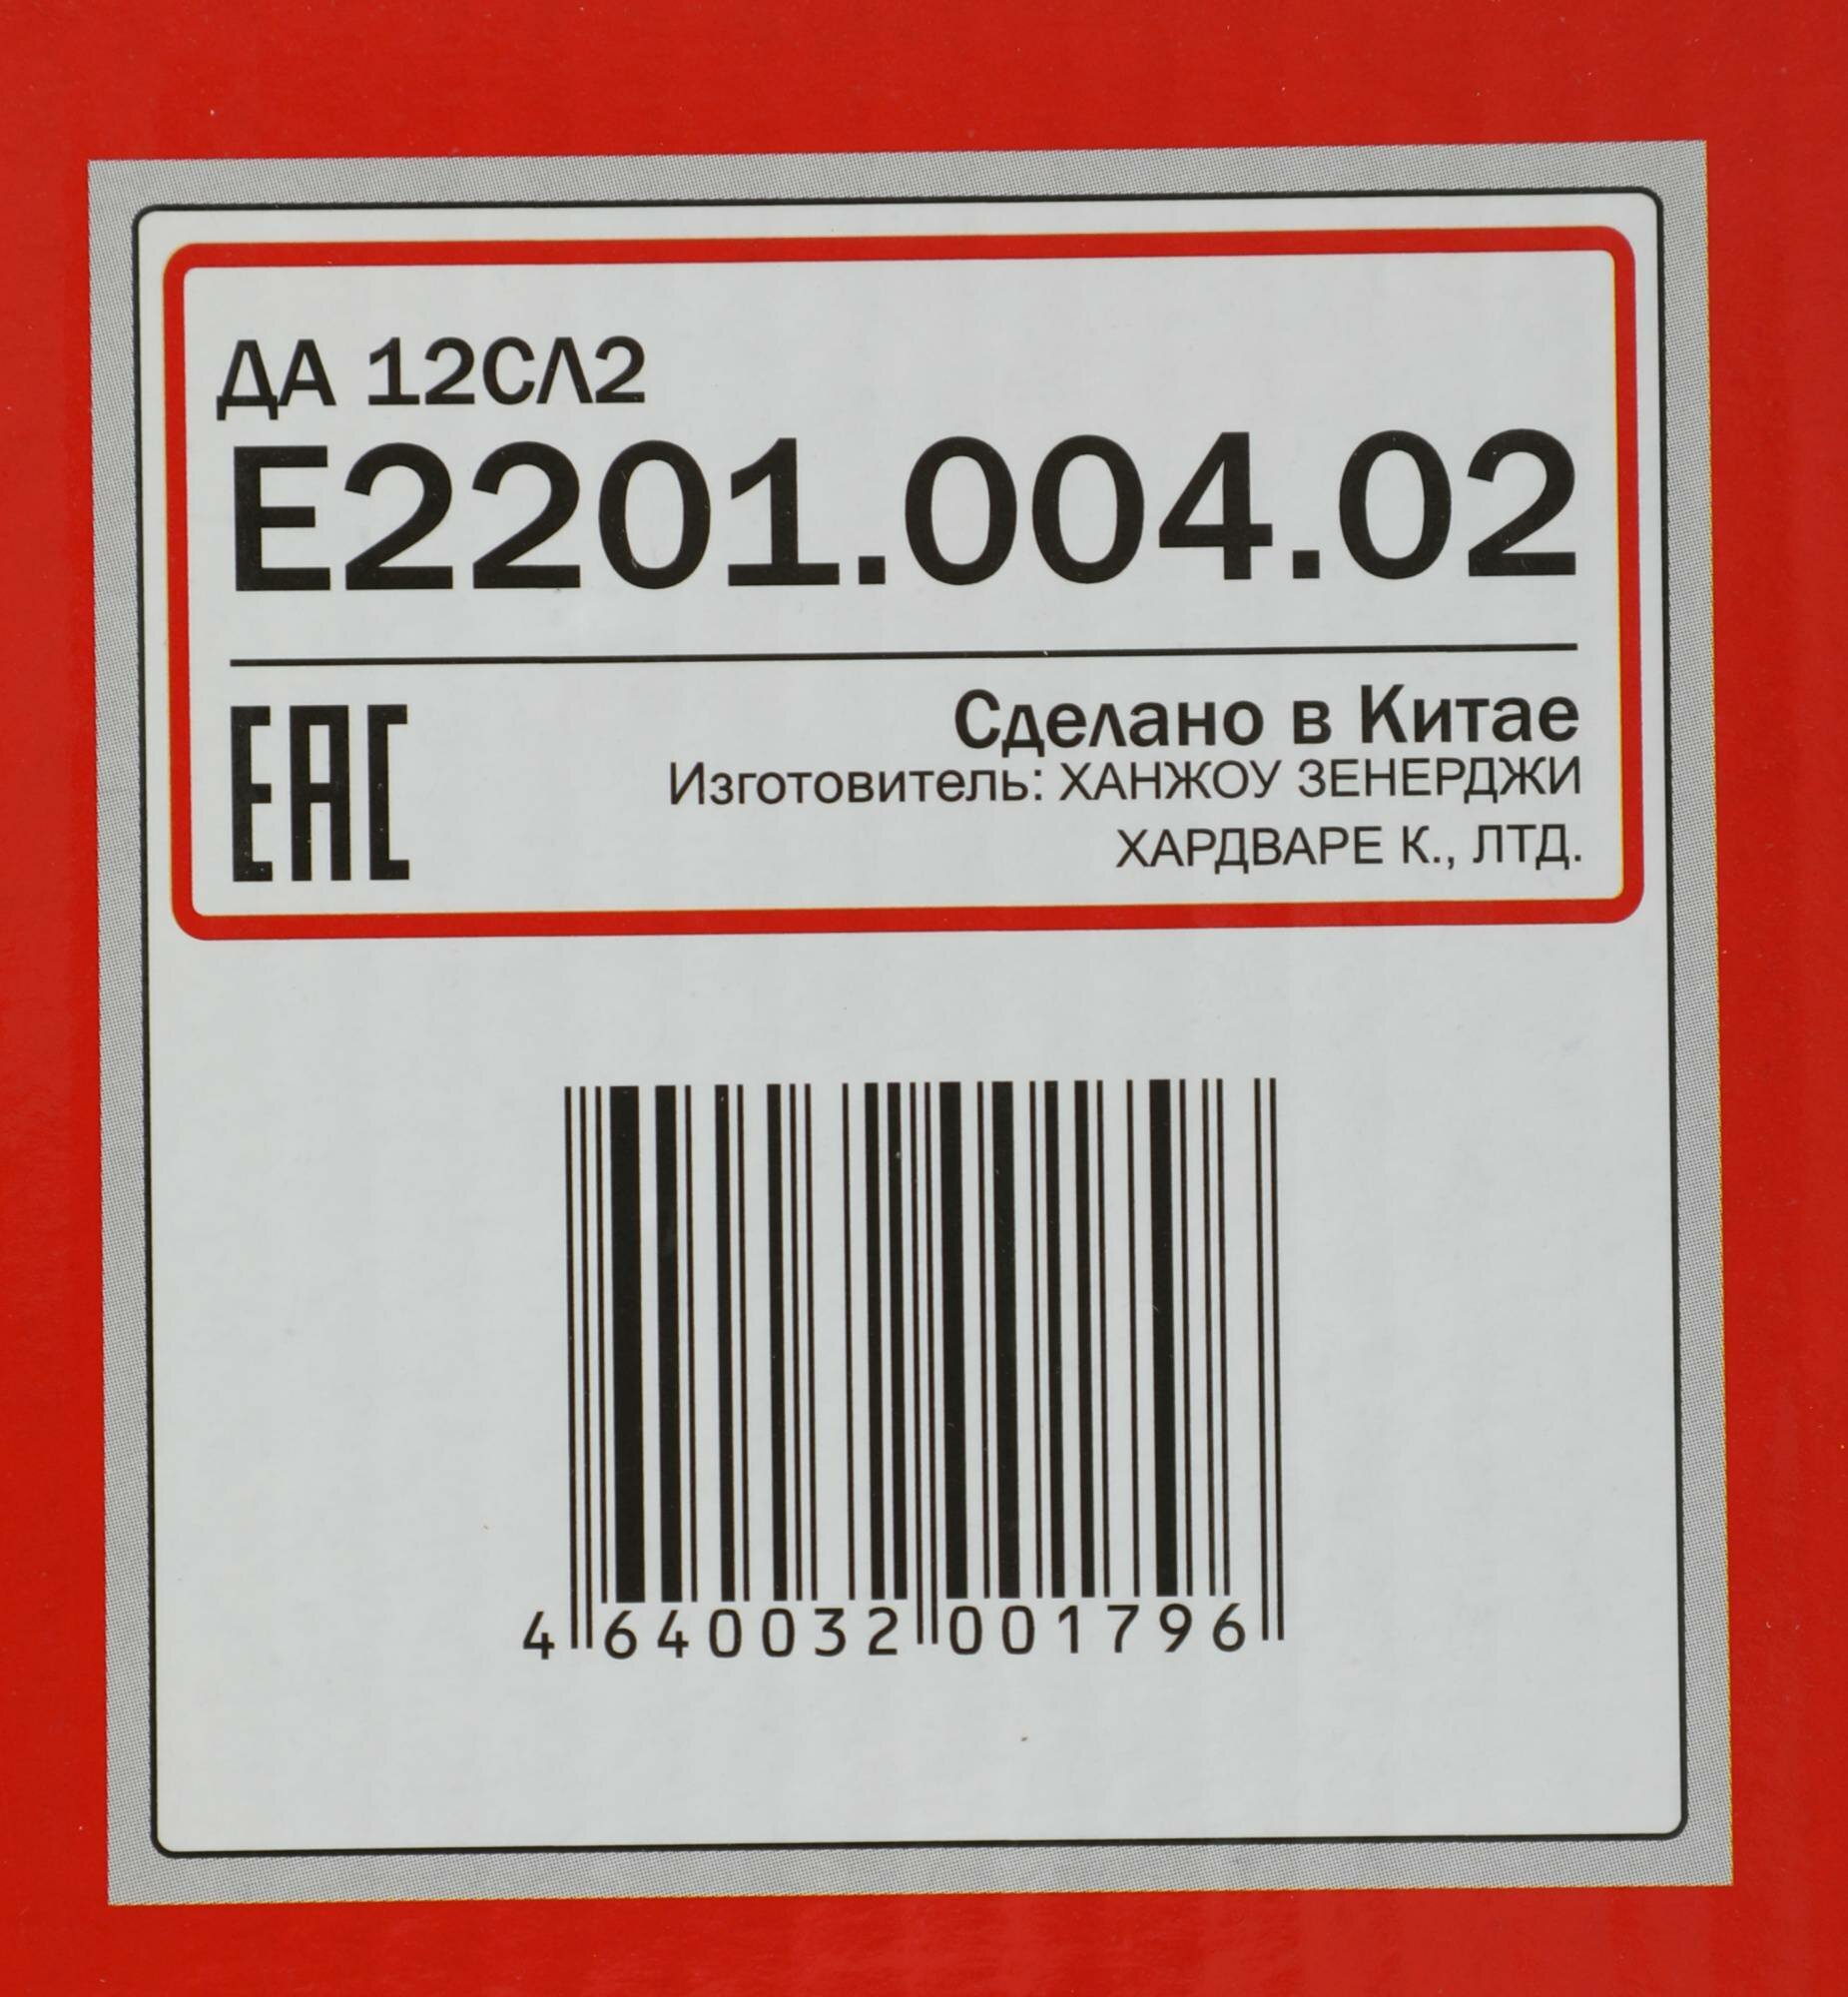 ДА 12СЛ2
E2201.004.02
ЕАС
Сделано в Китае
Изготовитель: ХАНЖОУ ЗЕНЕРДЖИ
ХАРДВАРЕ К., ЛТД.
4 640032 001796